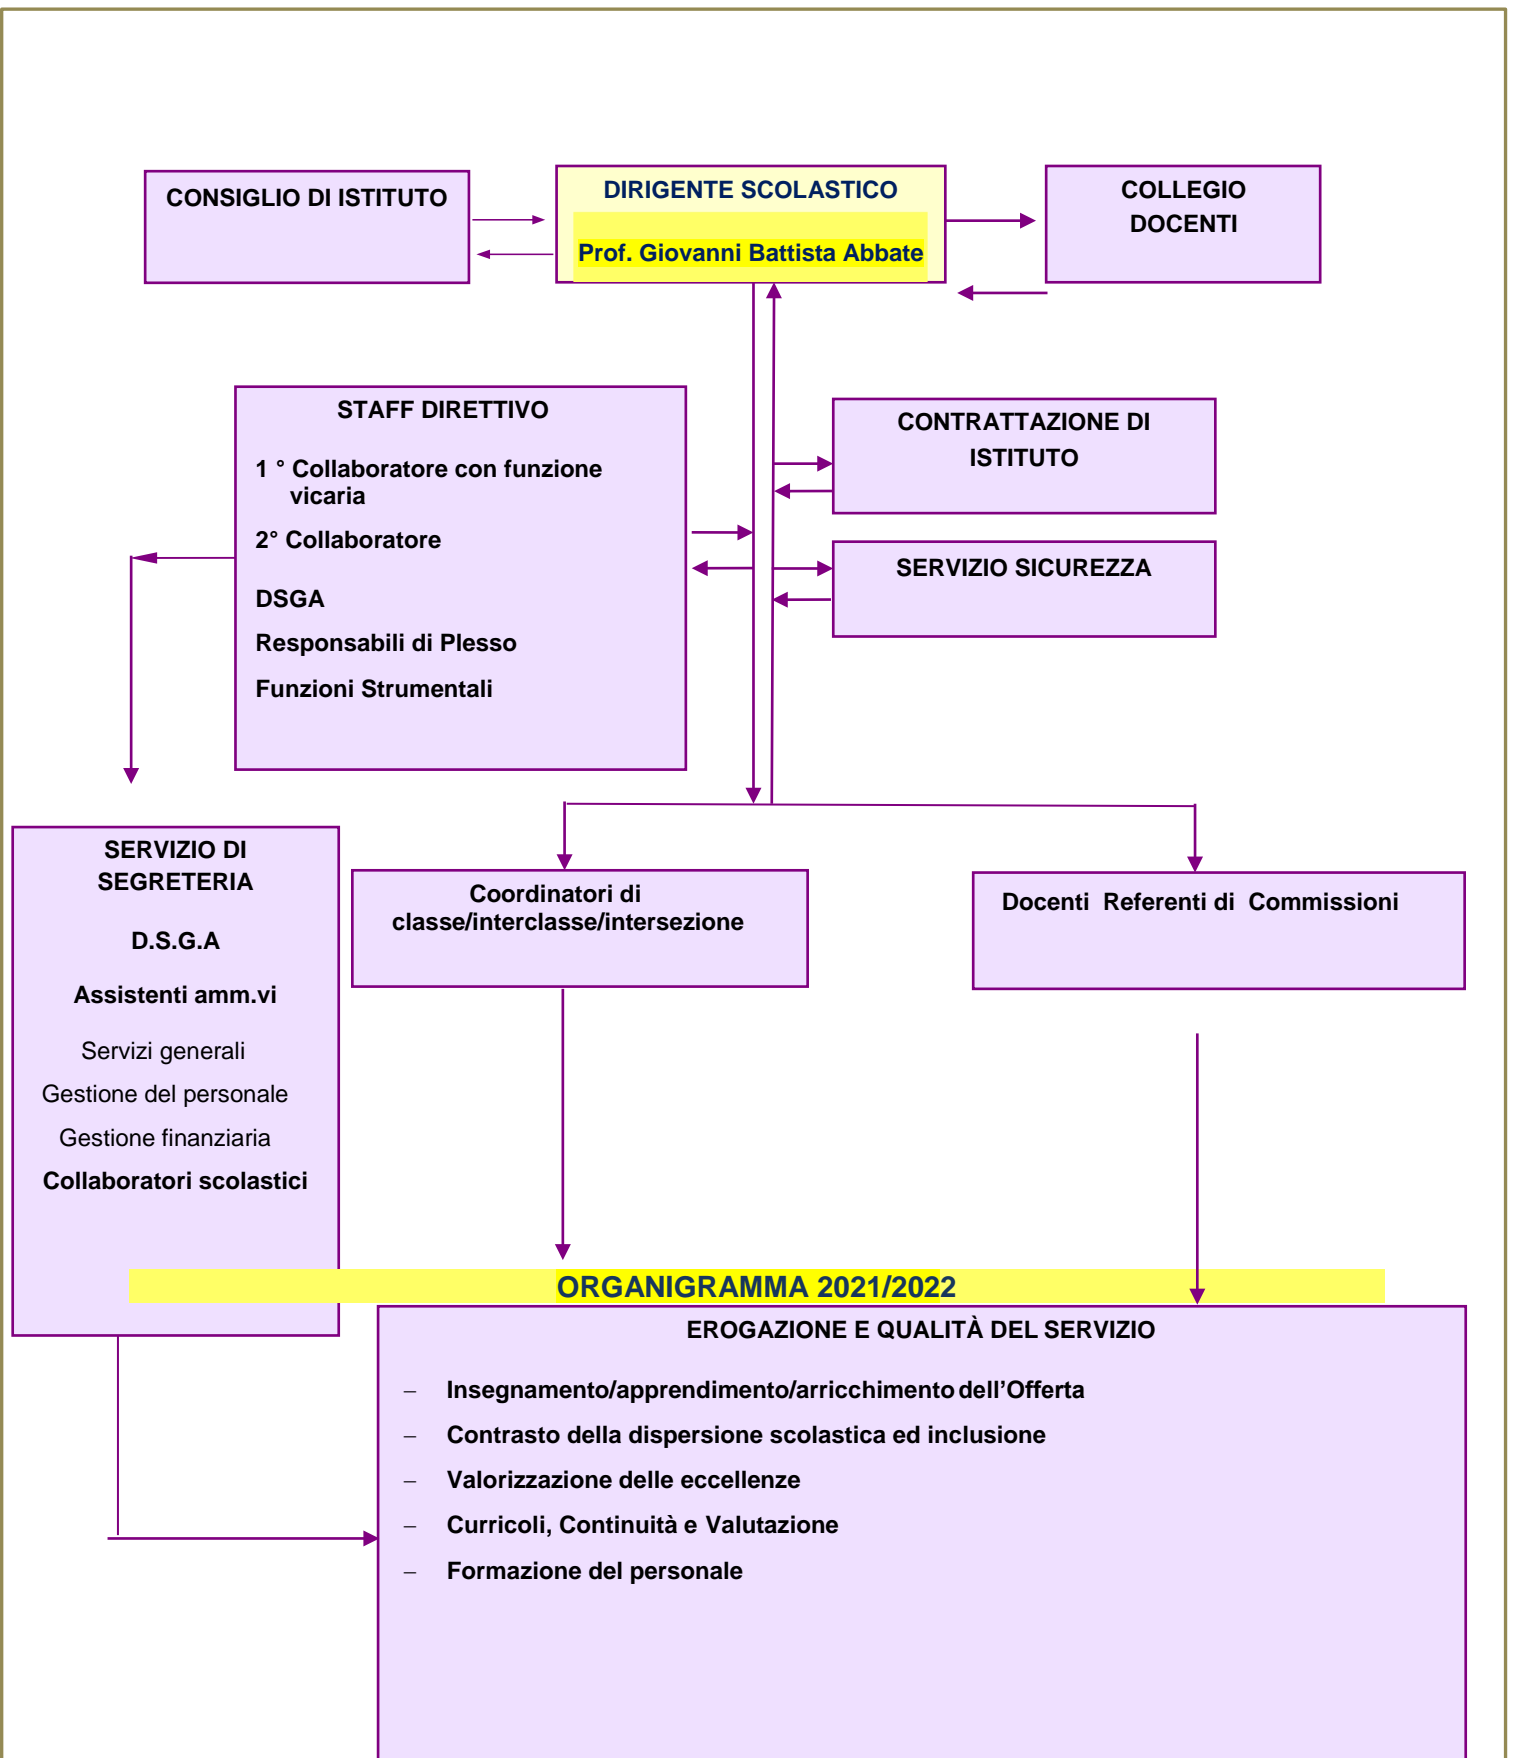 CONSIGLIO DI ISTITUTO
DIRIGENTE SCOLASTICO
Prof. Giovanni Battista Abbate
COLLEGIO
DOCENTI
STAFF DIRETTIVO
1 ° Collaboratore con funzione
vicaria
2° Collaboratore
DSGA
Responsabili di Plesso
Funzioni Strumentali
CONTRATTAZIONE DI
ISTITUTO
SERVIZIO SICUREZZA
SERVIZIO DI
SEGRETERIA
D.S.G.A
Assistenti amm.vi
Servizi generali
Gestione del personale
Gestione finanziaria
Collaboratori scolastici
Coordinatori di
classe/interclasse/intersezione
Docenti Referenti di Commissioni
ORGANIGRAMMA 2021/2022
EROGAZIONE E QUALITÀ DEL SERVIZIO
– Insegnamento/apprendimento/arricchimento dell’Offerta
– Contrasto della dispersione scolastica ed inclusione
– Valorizzazione delle eccellenze
– Curricoli, Continuità e Valutazione
– Formazione del personale